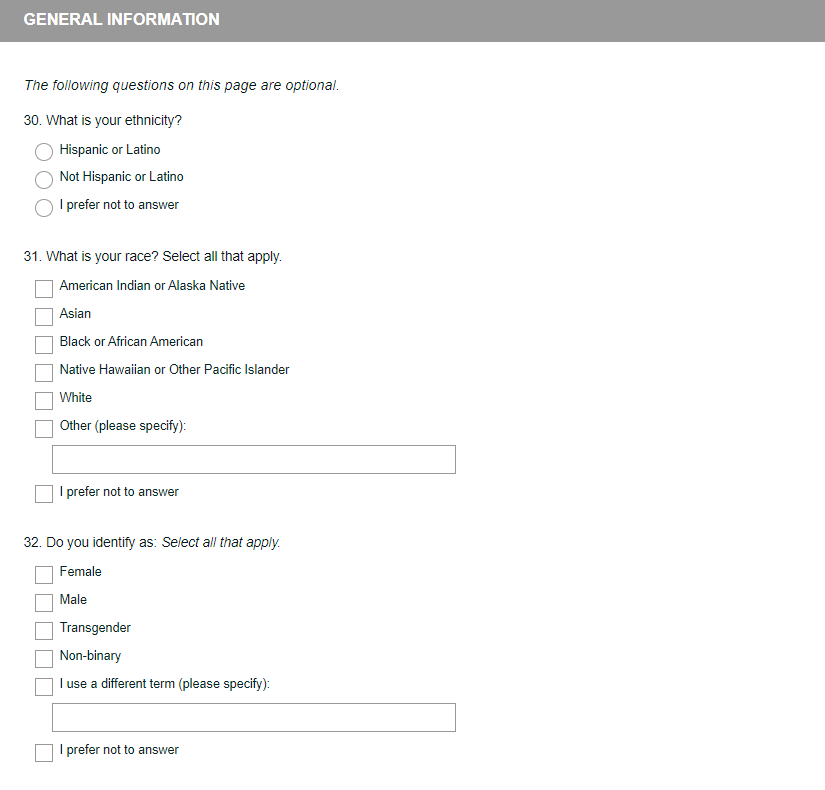 GENERAL INFORMATION
The following questions on this page are optional.
30. What is your ethnicity?
Hispanic or Latino
Not Hispanic or Latino
I prefer not to answer
31. What is your race? Select all that apply.
American Indian or Alaska Native
Asian
Black or African American
Native Hawaiian or Other Pacific Islander
White
Other (please specify):
I prefer not to answer
32. Do you identify as: Select all that apply.
Female
Male
Transgender
Non-binary
I use a different term (please specify):
I prefer not to answer